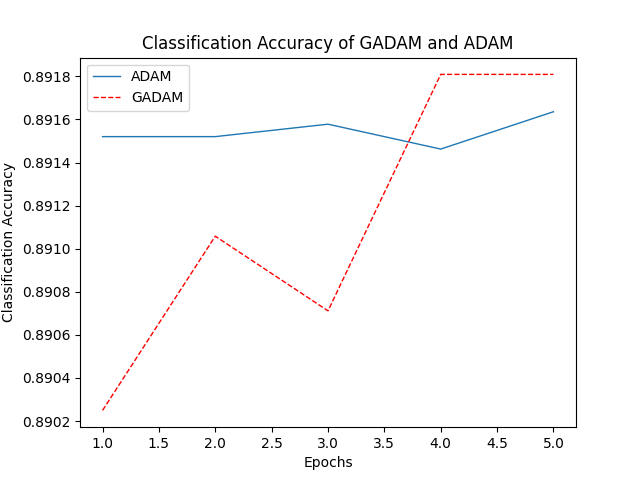 Classification Accuracy of GADAM and ADAM
ADAM
GADAM
Classification Accuracy
0.8918
0.8916
0.8914
0.8912
0.8910
0.8908
0.8906
0.8904
0.8902
1.0 1.5 2.0 2.5 3.0 3.5 4.0 4.5 5.0
Epochs